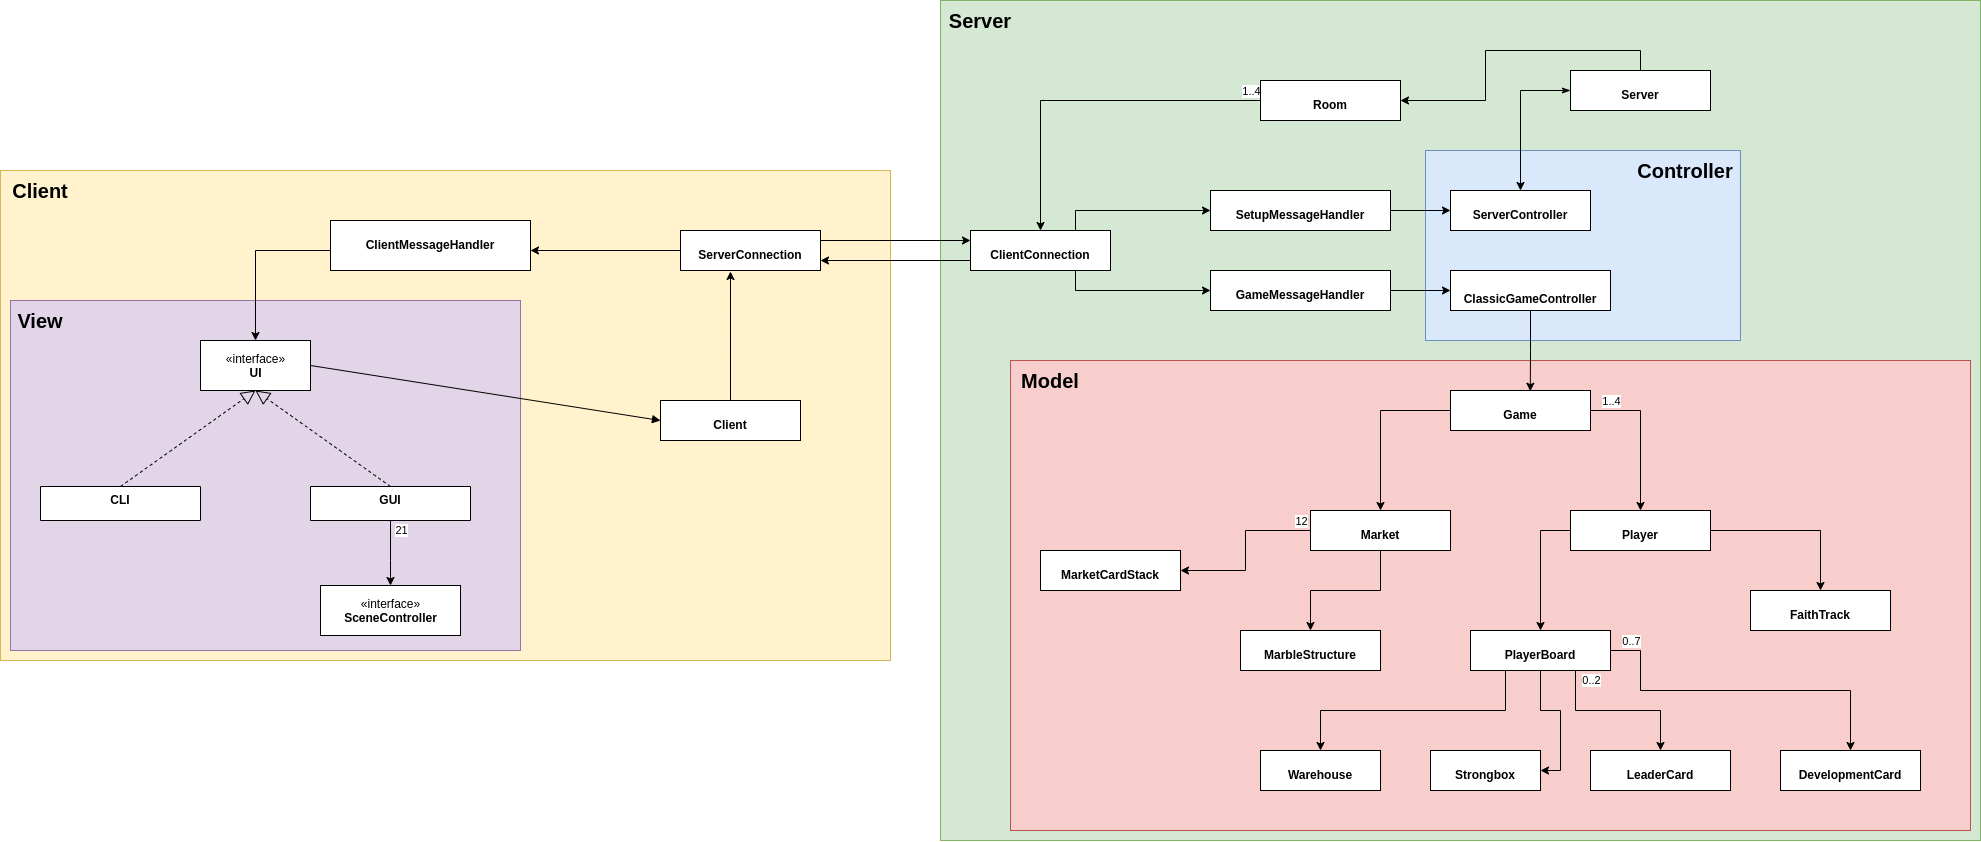 Server
Server
1..4
Room
Controller
Client
SetupMessageHandler
ServerController
ClientMessageHandler
ServerConnection
ClientConnection
GameMessageHandler
ClassicGameController
View
«interface»
UI
Client
Model
1..4
Game
CLI
GUI
21
12
Market
Player
MarketCardStack
«interface»
SceneController
FaithTrack
MarbleStructure
PlayerBoard
0..7
0..2
Warehouse
Strongbox
LeaderCard
DevelopmentCard